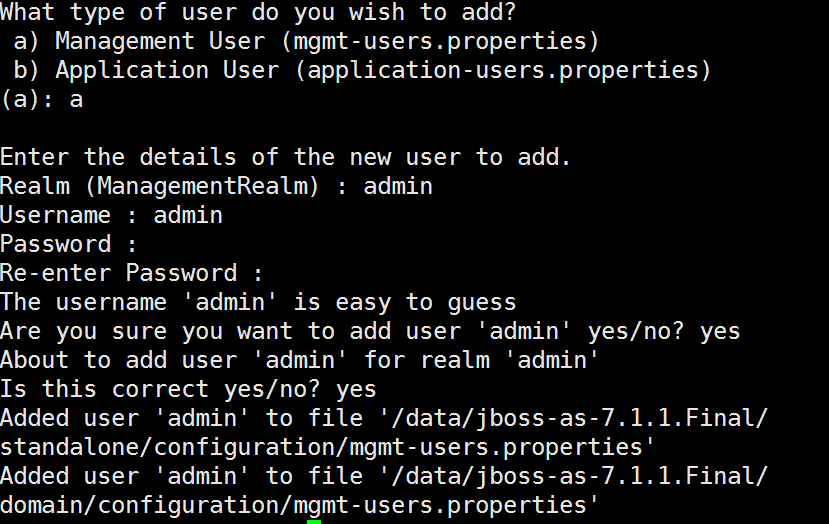 What type of user do you wish to add?
 a) Management User (mgmt-users.properties)
 b) Application User (application-users.properties)
(a): a

Enter the details of the new user to add.
Realm (ManagementRealm) : admin
Username : admin
Password :
Re-enter Password :
The username 'admin' is easy to guess
Are you sure you want to add user 'admin' yes/no? yes
About to add user 'admin' for realm 'admin'
Is this correct yes/no? yes
Added user 'admin' to file '/data/jboss-as-7.1.1.Final/
standalone/configuration/mgmt-users.properties'
Added user 'admin' to file '/data/jboss-as-7.1.1.Final/
domain/configuration/mgmt-users.properties'